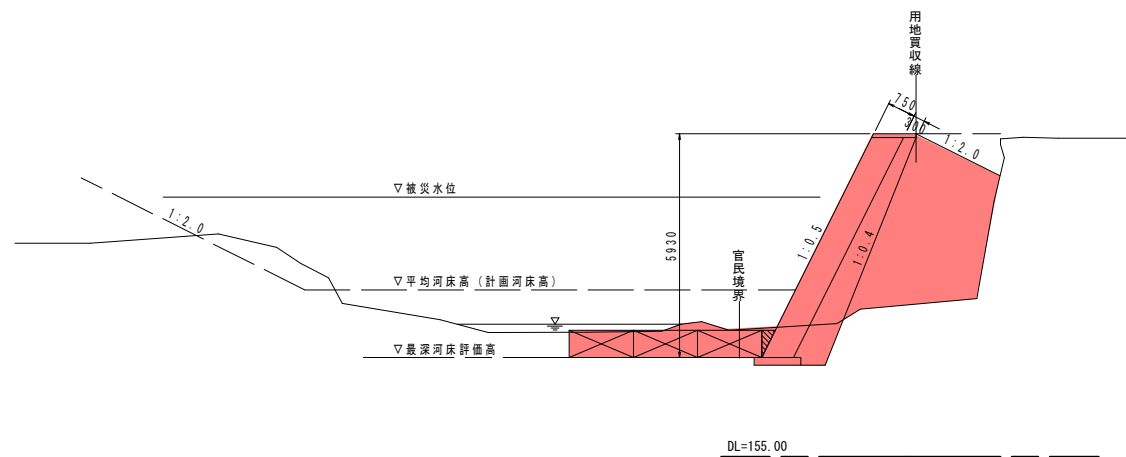 用地買収線
750
300
1:2.0
▽被災水位
1:2.0
1:0.5
1:0.4
5930
官民境界
▽平均河床高(計画河床高)
▽最深河床評価高
DL=155.00